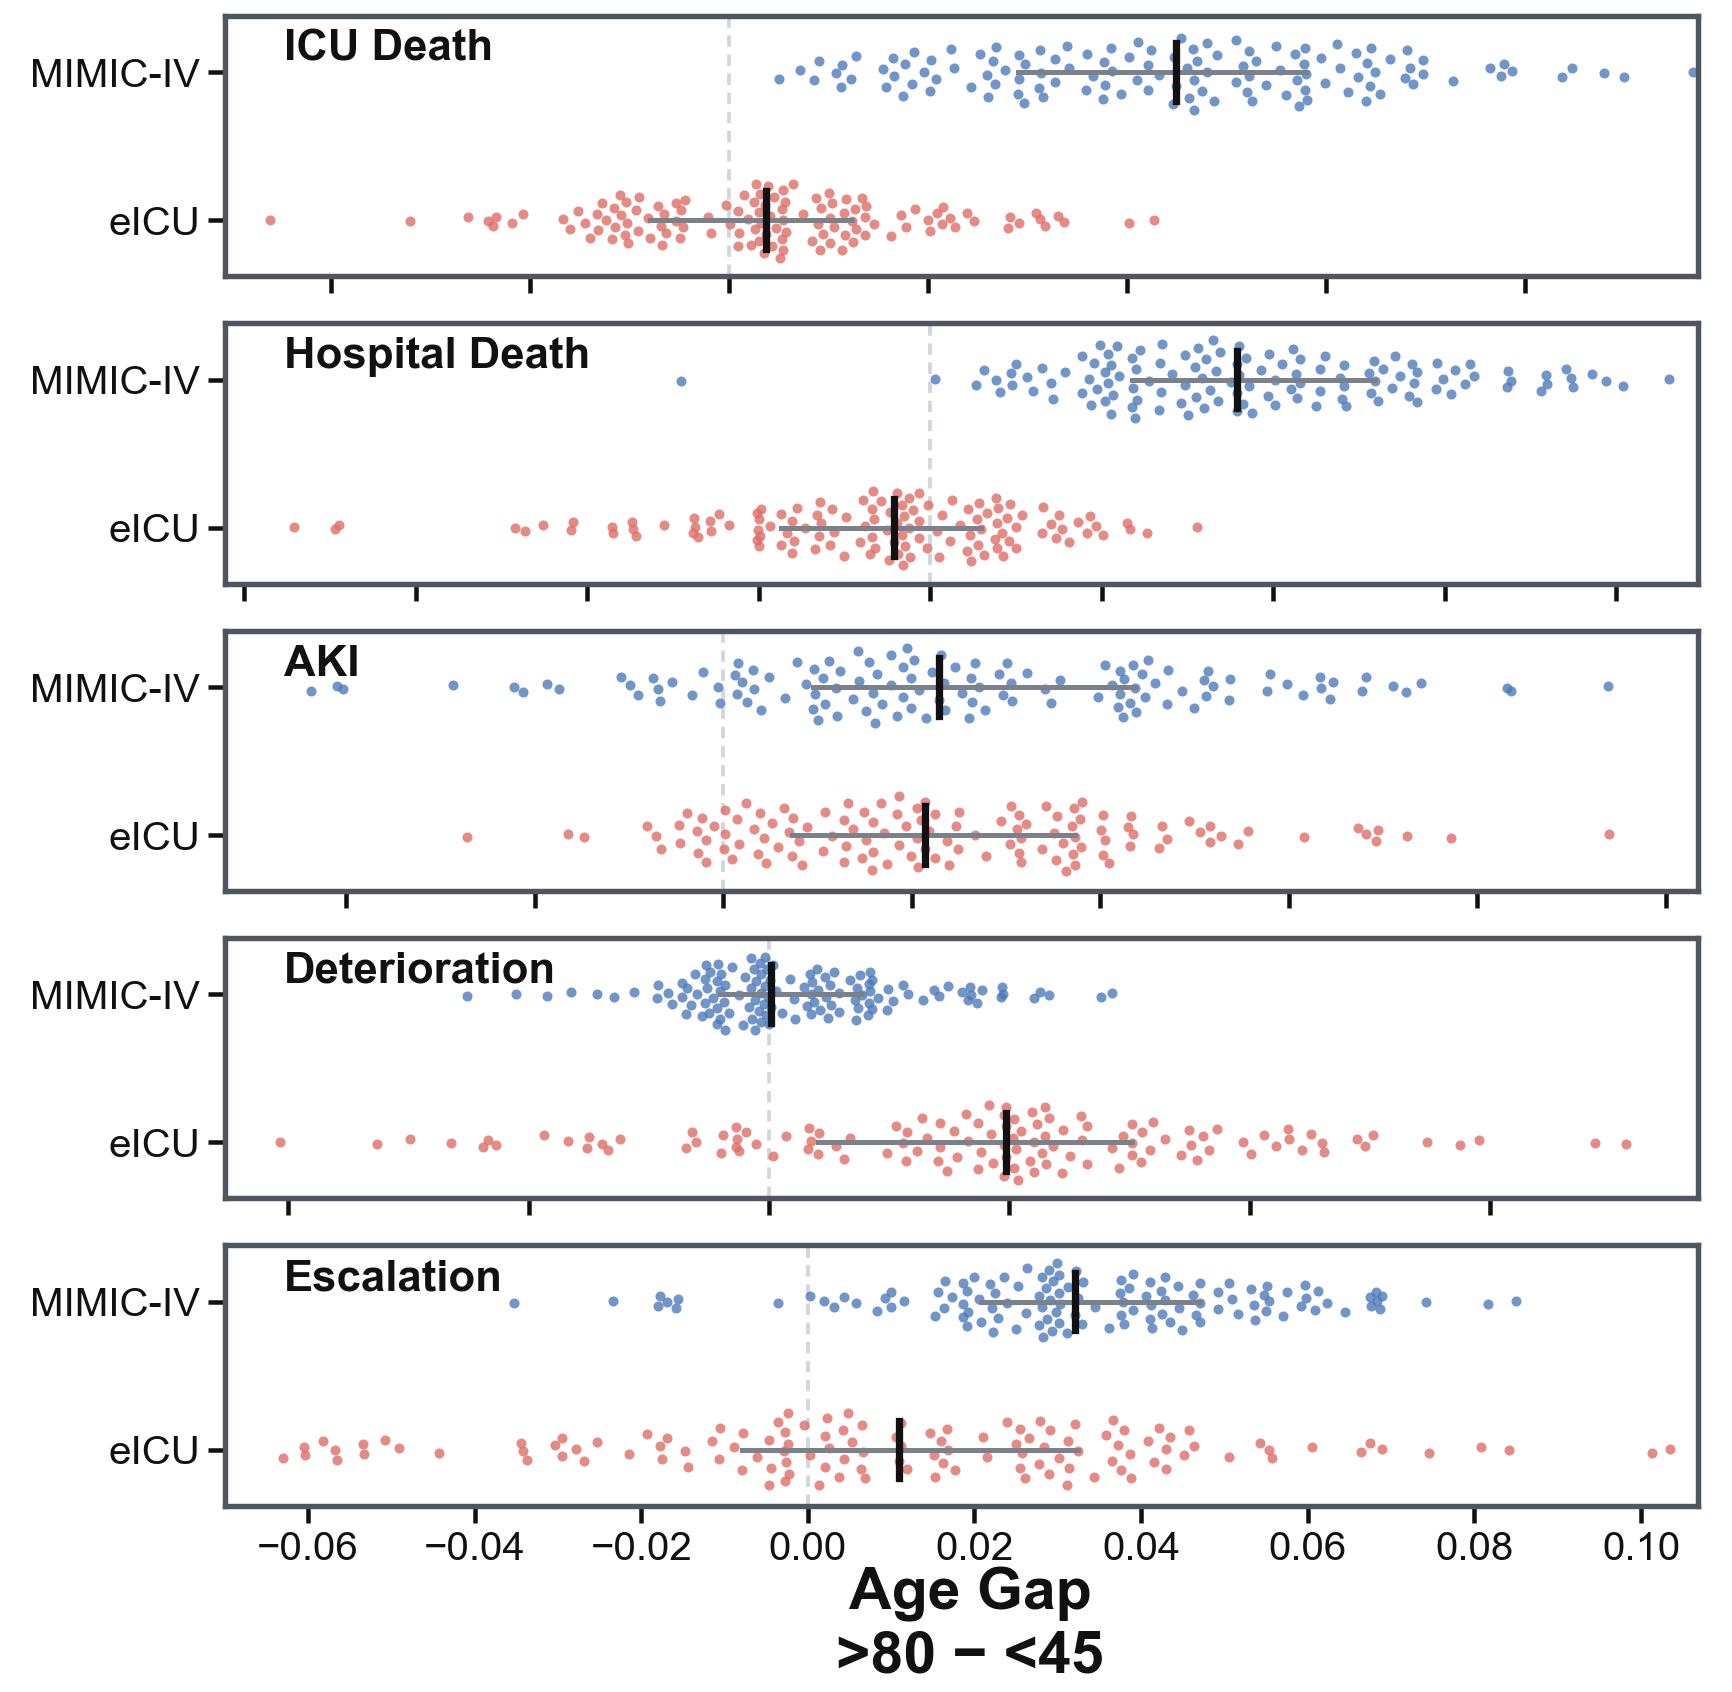 ICU Death
MIMIC-IV
eICU
Hospital Death
MIMIC-IV
eICU
AKI
MIMIC-IV
eICU
Deterioration
MIMIC-IV
eICU
Escalation
MIMIC-IV
eICU
−0.06 −0.04 −0.02 0.00 0.02 0.04 0.06 0.08 0.10
Age Gap
>80 − <45